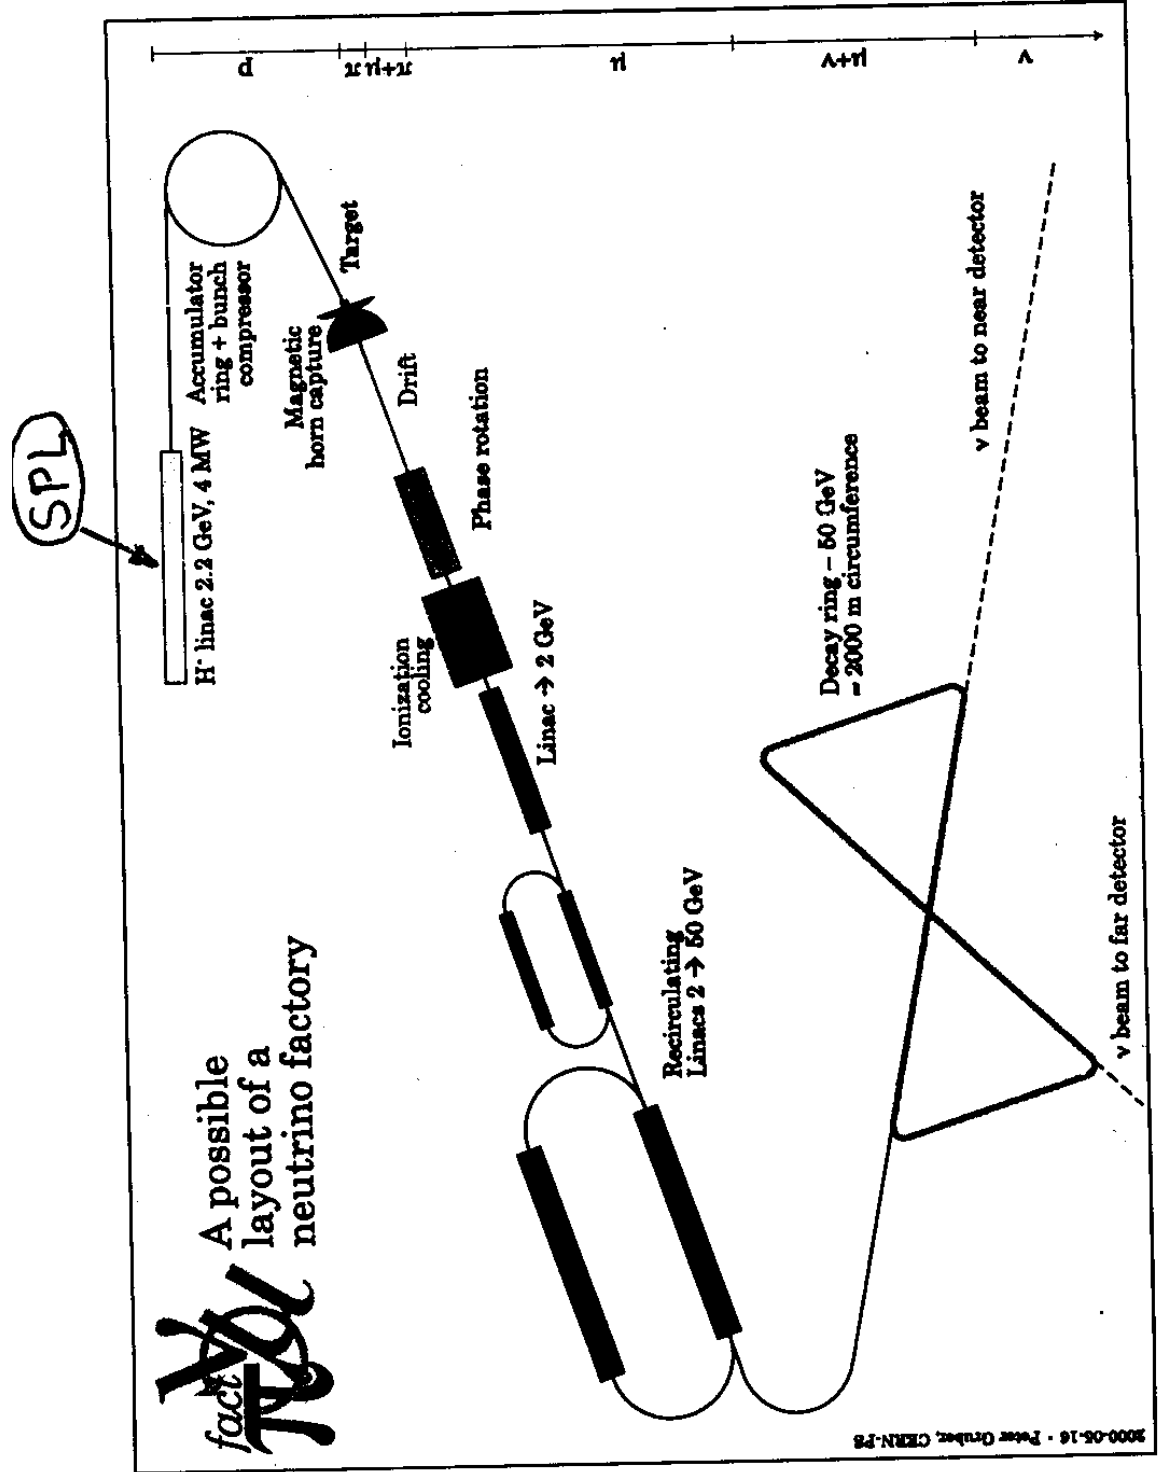 fact
A possible
layout of a
neutrino factory
SPL
H⁻ linac 2.2 GeV, 4 MW
Accumulator
ring + bunch
compressor
Target
Magnetic
horn capture
Drift
Phase rotation
Ionization
cooling
Linac → 2 GeV
Recirculating
Linacs 2 → 50 GeV
Decay ring – 50 GeV
≈ 2000 m circumference
ν beam to near detector
ν beam to far detector
p
π
π+μ
μ
μ+ν
ν
2000-05-16 · Peter Gruber, CERN-PS